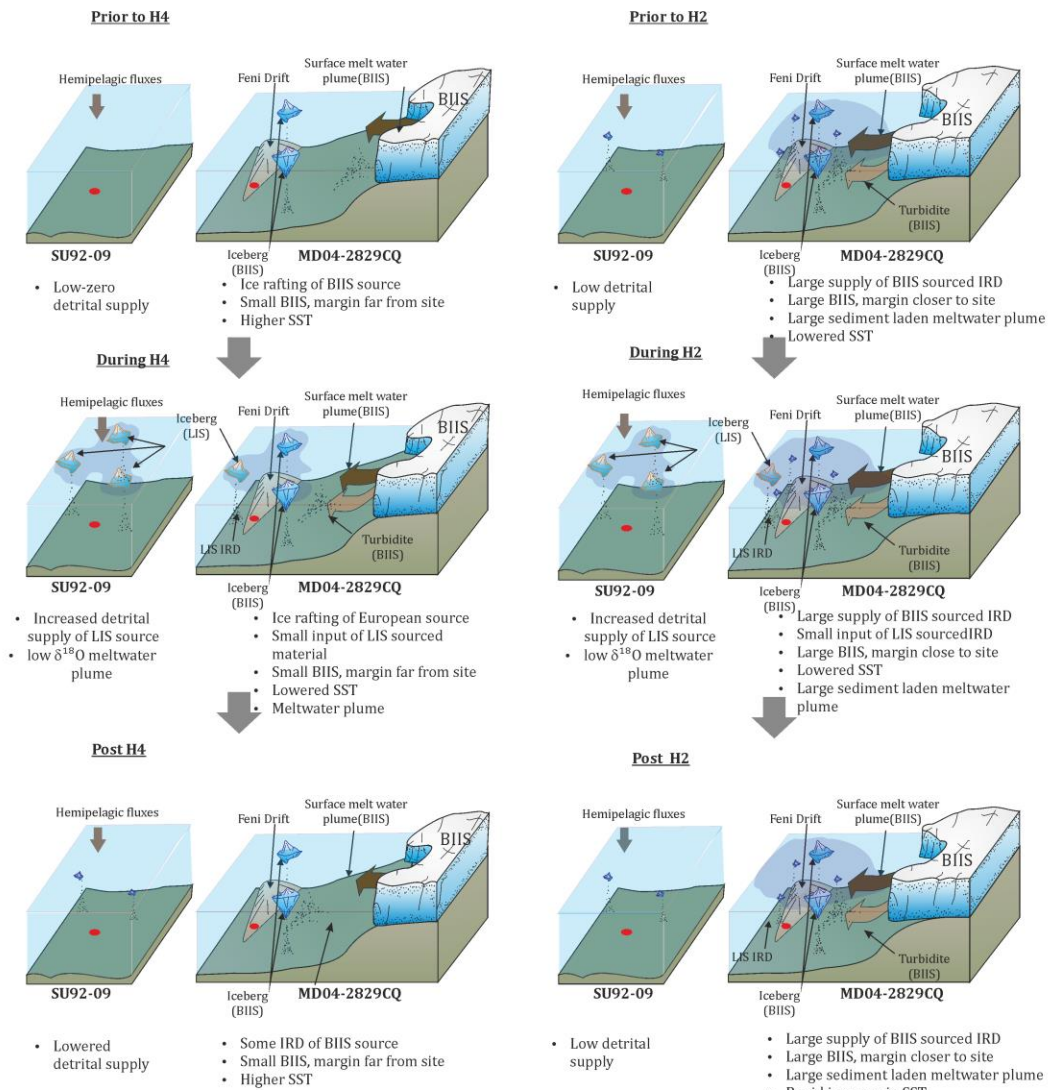 Prior to H4
Hemipelagic fluxes
Feni Drift
Surface melt water
plume(BIIS)
BIIS
SU92-09
Iceberg
(BIIS)
MD04-2829CQ
• Low-zero
detrital supply
• Ice rafting of BIIS source
• Small BIIS, margin far from site
• Higher SST
Prior to H2
Hemipelagic fluxes
Feni Drift
Surface melt water
plume(BIIS)
BIIS
Turbidite
(BIIS)
SU92-09
Iceberg
(BIIS)
MD04-2829CQ
• Low detrital
supply
• Large supply of BIIS sourced IRD
• Large BIIS, margin closer to site
• Large sediment laden meltwater plume
• Lowered SST
During H4
Hemipelagic fluxes
Iceberg
(LIS)
Feni Drift
Surface melt water
plume(BIIS)
BIIS
LIS IRD
Turbidite
(BIIS)
SU92-09
Iceberg
(BIIS)
MD04-2829CQ
• Increased detrital
supply of LIS source
• low δ18O meltwater
plume
• Ice rafting of European source
• Small input of LIS sourced
material
• Small BIIS, margin far from site
• Lowered SST
• Meltwater plume
During H2
Hemipelagic fluxes
Iceberg
(LIS)
Feni Drift
Surface melt water
plume(BIIS)
BIIS
LIS IRD
Turbidite
(BIIS)
SU92-09
Iceberg
(BIIS)
MD04-2829CQ
• Increased detrital
supply of LIS source
• low δ18O meltwater
plume
• Large supply of BIIS sourced IRD
• Small input of LIS sourcedIRD
• Large BIIS, margin close to site
• Lowered SST
• Large sediment laden meltwater
plume
Post H4
Hemipelagic fluxes
Feni Drift
Surface melt water
plume(BIIS)
BIIS
SU92-09
Iceberg
(BIIS)
MD04-2829CQ
• Lowered
detrital supply
• Some IRD of BIIS source
• Small BIIS, margin far from site
• Higher SST
Post H2
Hemipelagic fluxes
Feni Drift
Surface melt water
plume(BIIS)
BIIS
LIS IRD
Turbidite
(BIIS)
SU92-09
Iceberg
(BIIS)
MD04-2829CQ
• Low detrital
supply
• Large supply of BIIS sourced IRD
• Large BIIS, margin closer to site
• Large sediment laden meltwater plume